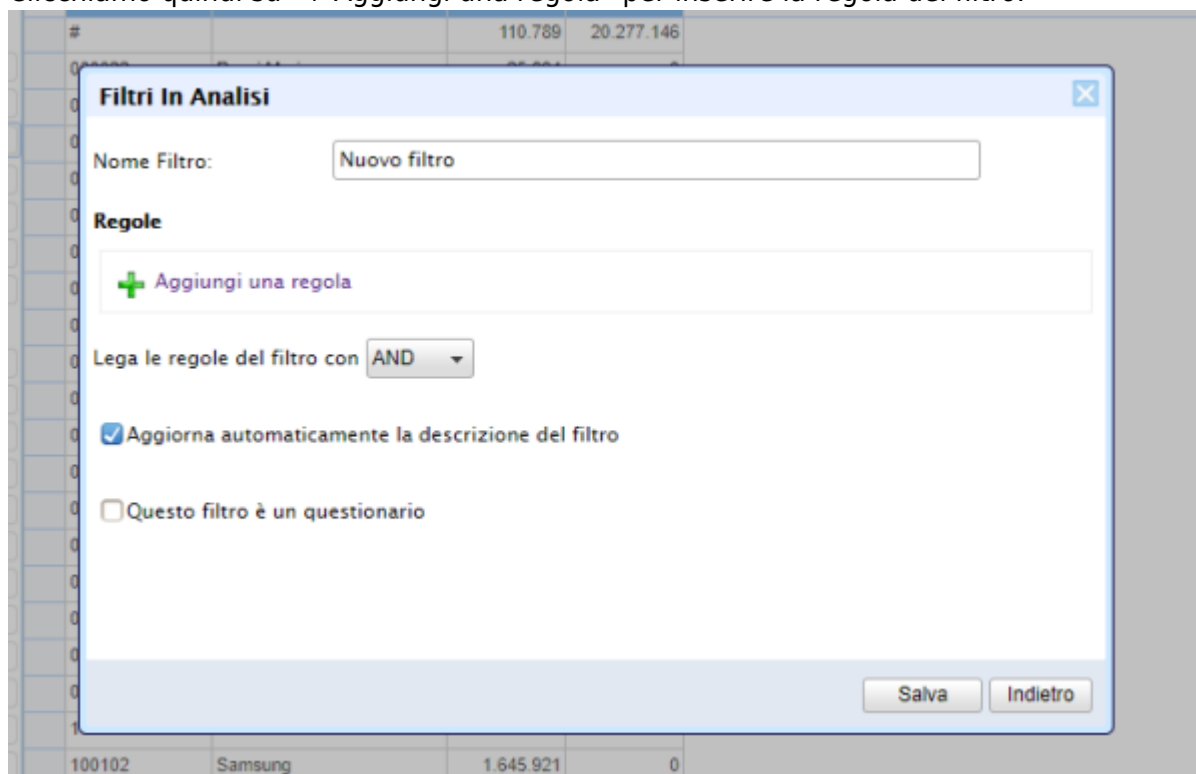 # 110.789 20.277.146
Filtri In Analisi
Nome Filtro: Nuovo filtro
Regole
Aggiungi una regola
Lega le regole del filtro con AND
Aggiorna automaticamente la descrizione del filtro
Questo filtro è un questionario
Salva Indietro
100102 Samsung 1.645.921 0